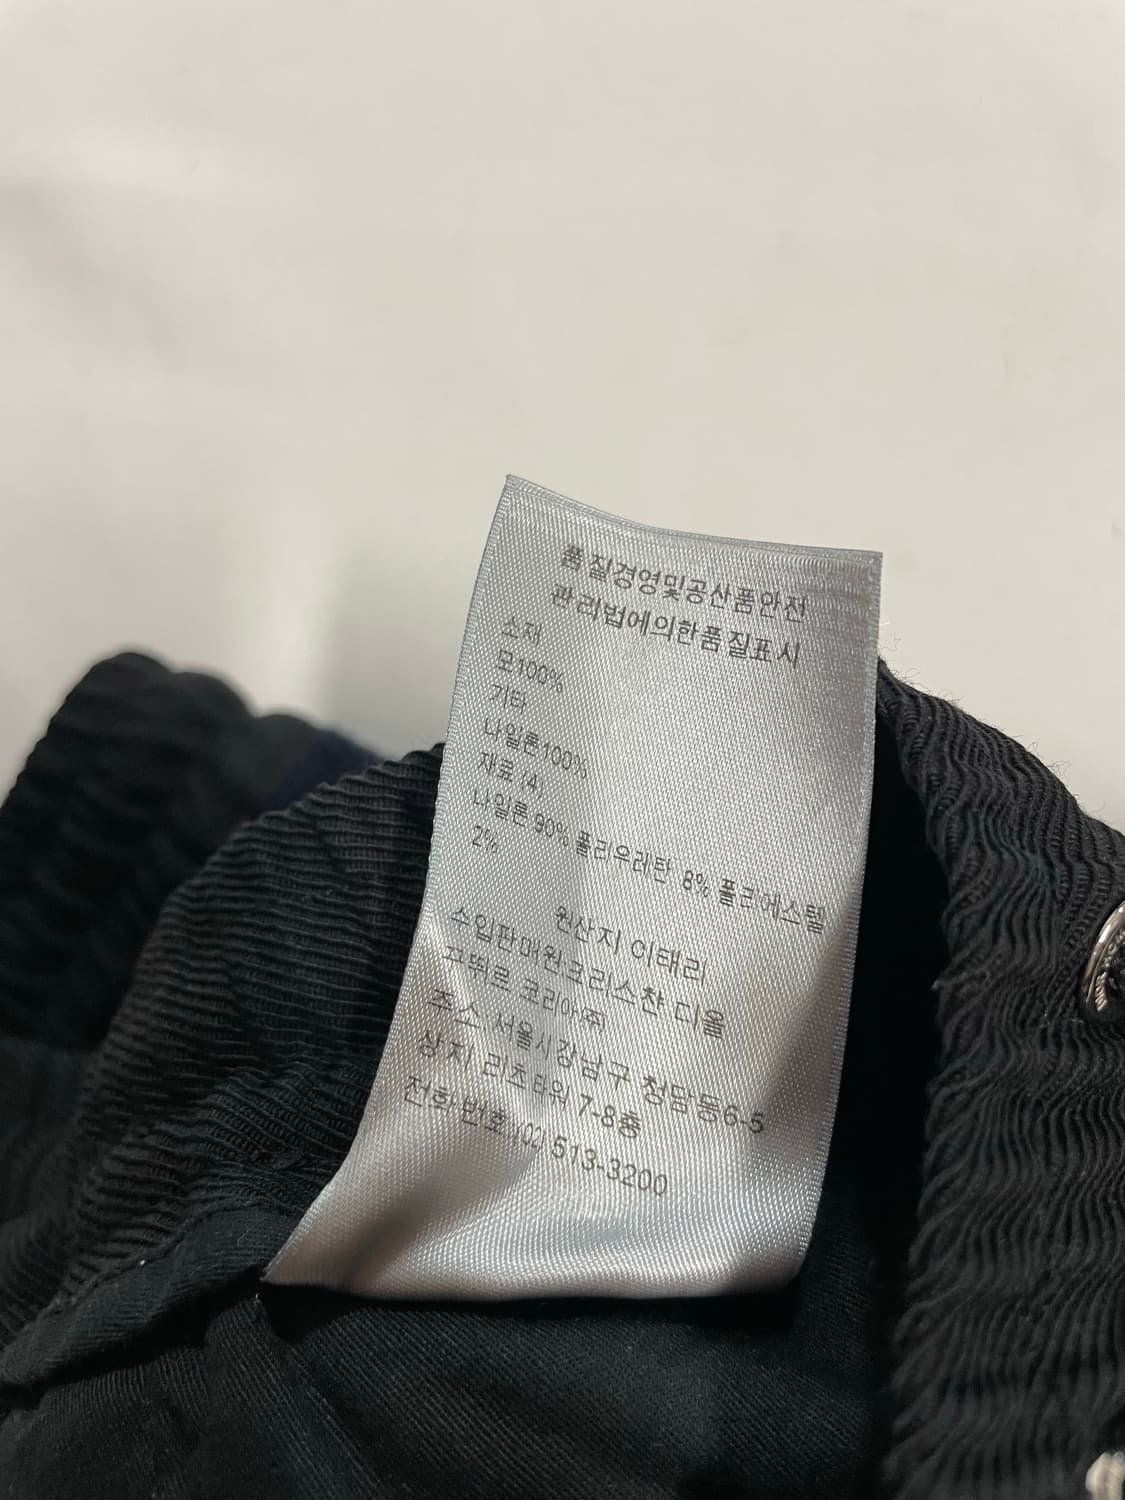 품질경영및공산품안전
관리법에의한품질표시
소재
모100%
기타
나일론100%
재료 (4)
나일론 90% 폴리우레탄 8% 폴리에스텔
2%
원산지 이태리
수입판매원:크리스챤 디올
꾸뛰르 코리아(주)
주소 서울시강남구 청담동6-5
상지 리츠타워 7-8층
전화번호 (02) 513-3200